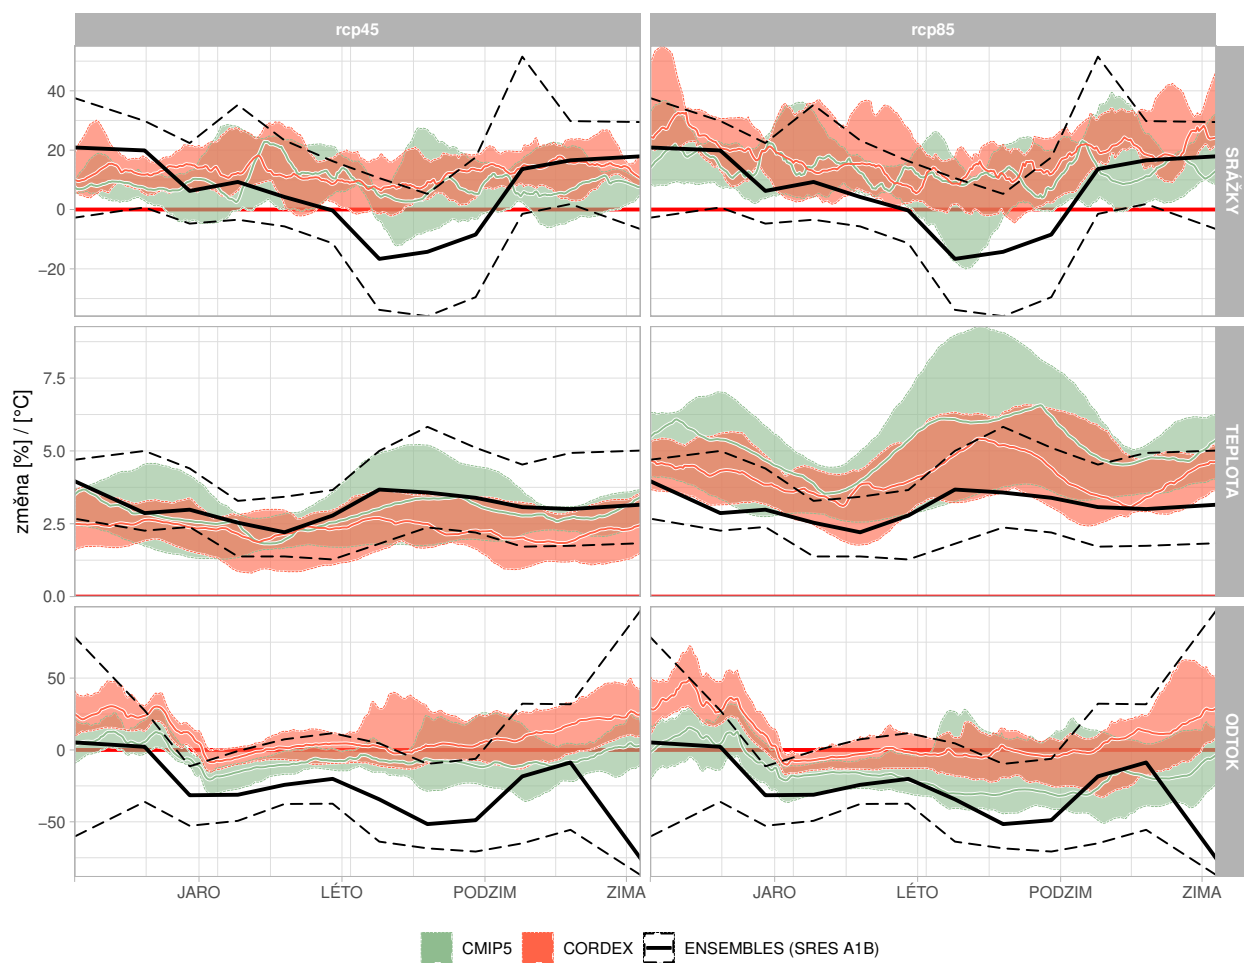 rcp45 rcp85
40
20
0
−20
SRÁŽKY
7.5
5.0
2.5
0.0
TEPLOTA
změna [%] / [°C]
50
0
−50
ODTOK
JARO LÉTO PODZIM ZIMA JARO LÉTO PODZIM ZIMA
CMIP5 CORDEX ENSEMBLES (SRES A1B)